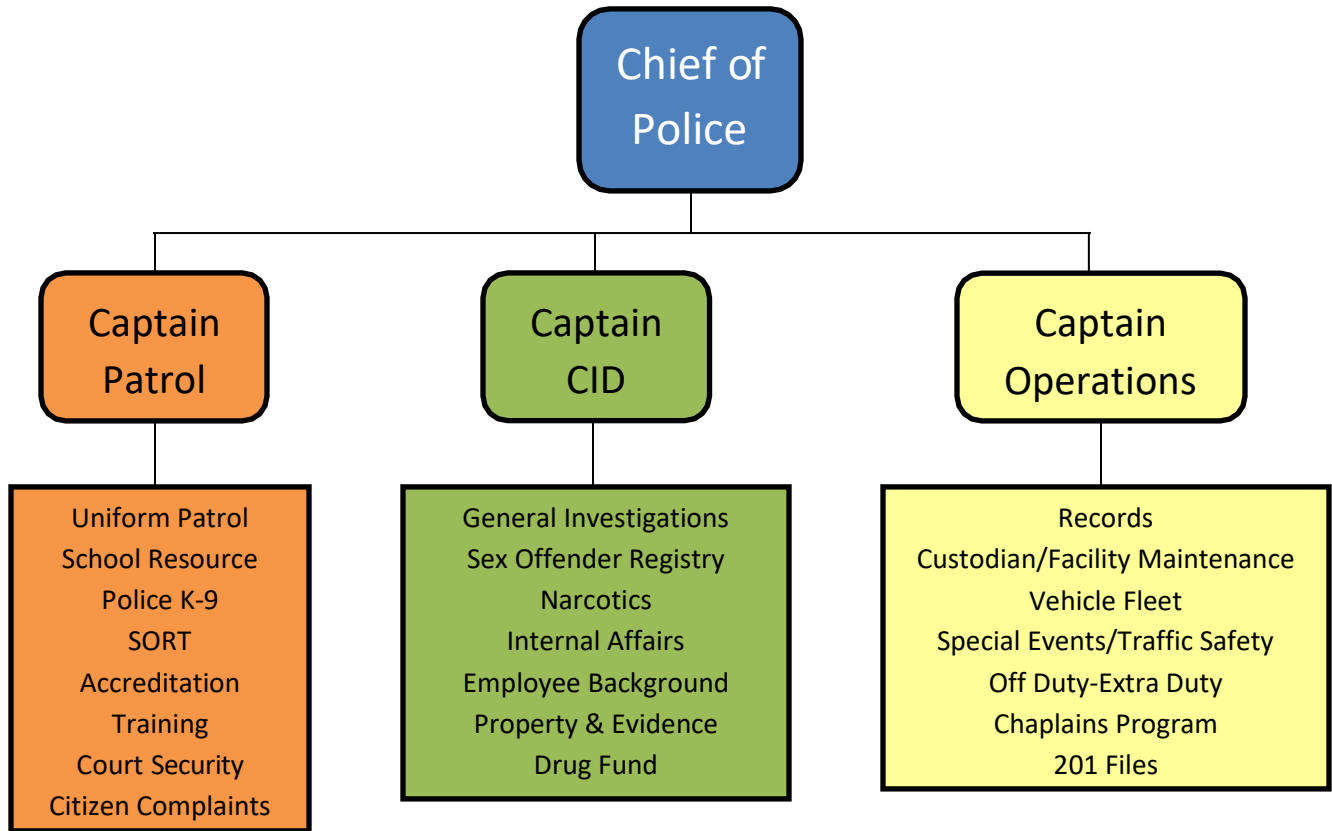 Chief of
Police
Captain
Patrol
Captain
CID
Captain
Operations
Uniform Patrol
School Resource
Police K-9
SORT
Accreditation
Training
Court Security
Citizen Complaints
General Investigations
Sex Offender Registry
Narcotics
Internal Affairs
Employee Background
Property & Evidence
Drug Fund
Records
Custodian/Facility Maintenance
Vehicle Fleet
Special Events/Traffic Safety
Off Duty-Extra Duty
Chaplains Program
201 Files